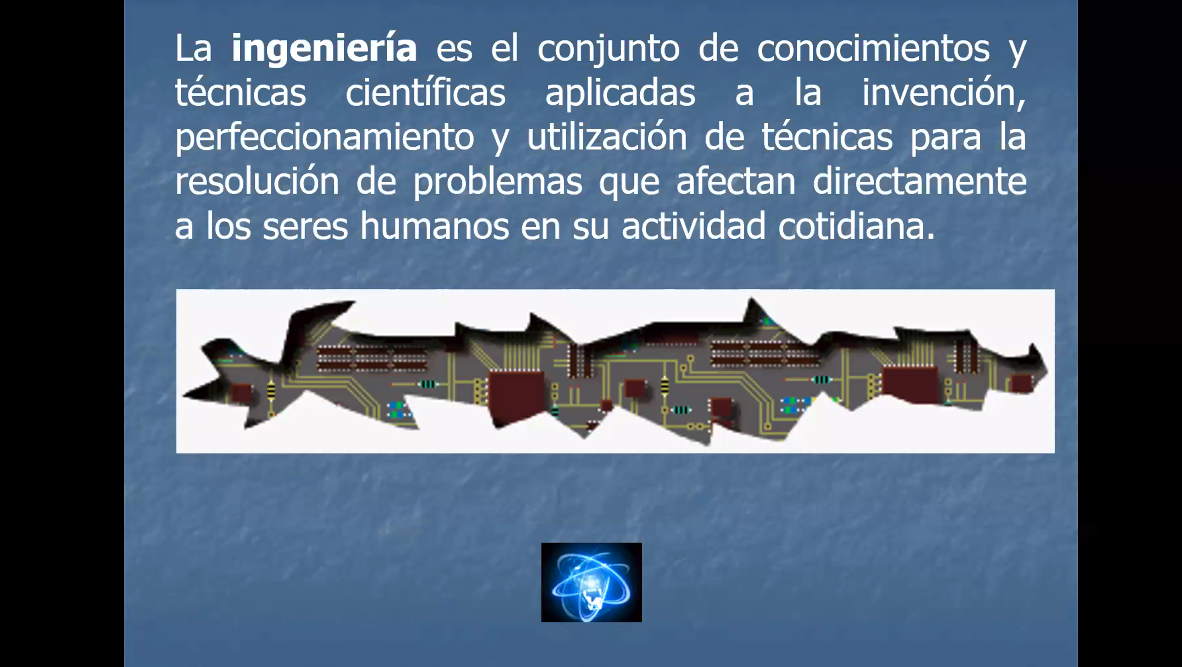 La ingeniería es el conjunto de conocimientos y
técnicas científicas aplicadas a la invención,
perfeccionamiento y utilización de técnicas para la
resolución de problemas que afectan directamente
a los seres humanos en su actividad cotidiana.